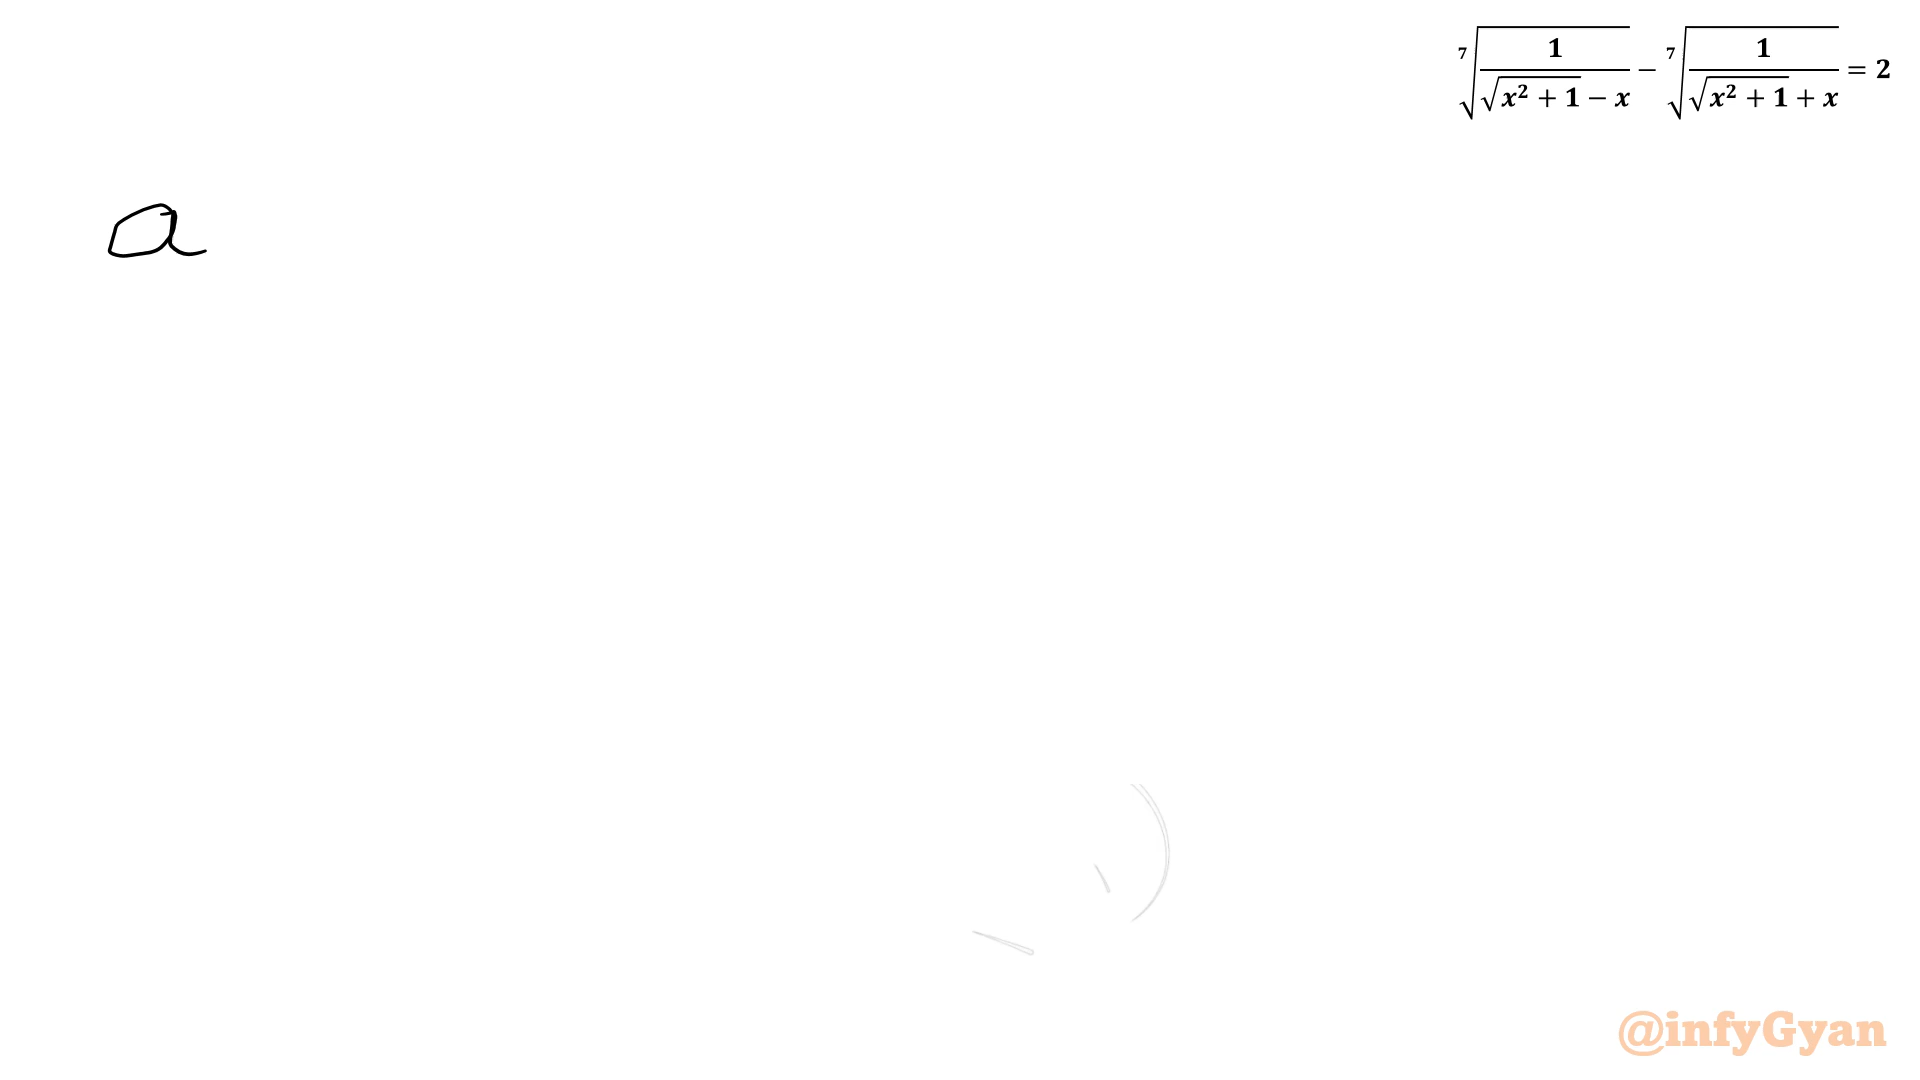 ⁷√(1/(√(x² + 1) − x)) − ⁷√(1/(√(x² + 1) + x)) = 2
a
@infyGyan